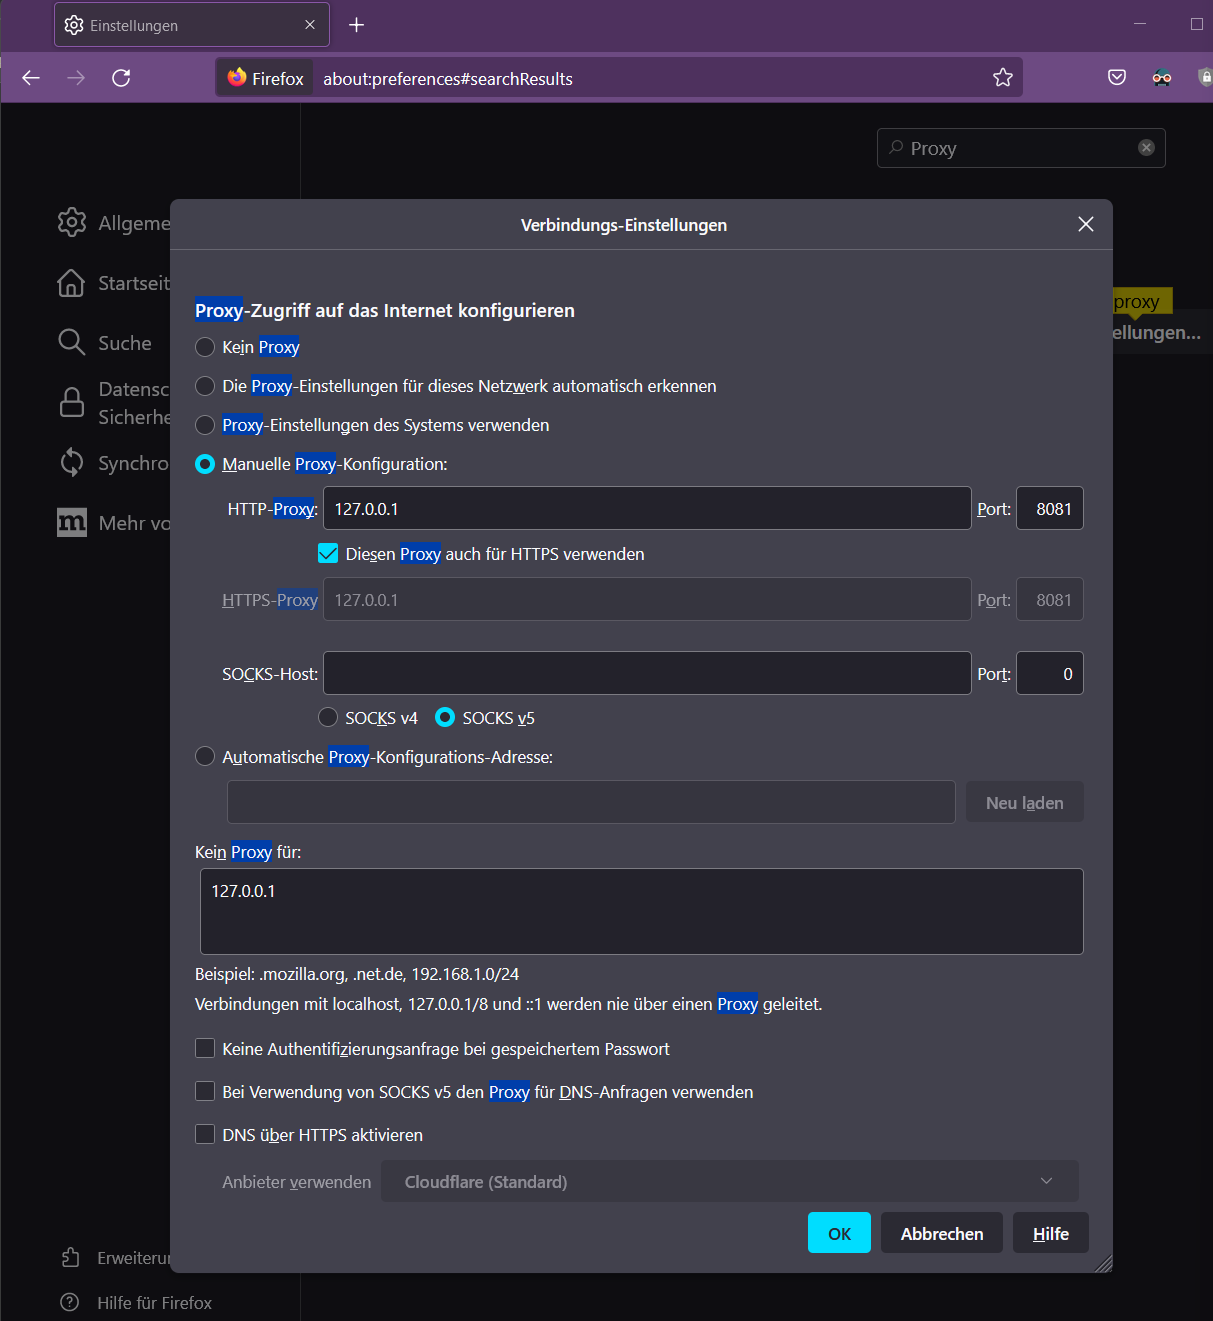 Einstellungen
Firefox about:preferences#searchResults
Proxy
Allgeme
Startseit
Suche
Datensc
Sicherhe
Synchro
Mehr vo
proxy
ellungen...
Verbindungs-Einstellungen
Proxy-Zugriff auf das Internet konfigurieren
Kein Proxy
Die Proxy-Einstellungen für dieses Netzwerk automatisch erkennen
Proxy-Einstellungen des Systems verwenden
Manuelle Proxy-Konfiguration:
HTTP-Proxy: 127.0.0.1 Port: 8081
Diesen Proxy auch für HTTPS verwenden
HTTPS-Proxy 127.0.0.1 Port: 8081
SOCKS-Host: Port: 0
SOCKS v4 SOCKS v5
Automatische Proxy-Konfigurations-Adresse:
Neu laden
Kein Proxy für:
127.0.0.1
Beispiel: .mozilla.org, .net.de, 192.168.1.0/24
Verbindungen mit localhost, 127.0.0.1/8 und ::1 werden nie über einen Proxy geleitet.
Keine Authentifizierungsanfrage bei gespeichertem Passwort
Bei Verwendung von SOCKS v5 den Proxy für DNS-Anfragen verwenden
DNS über HTTPS aktivieren
Anbieter verwenden Cloudflare (Standard)
OK Abbrechen Hilfe
Erweiterun
Hilfe für Firefox